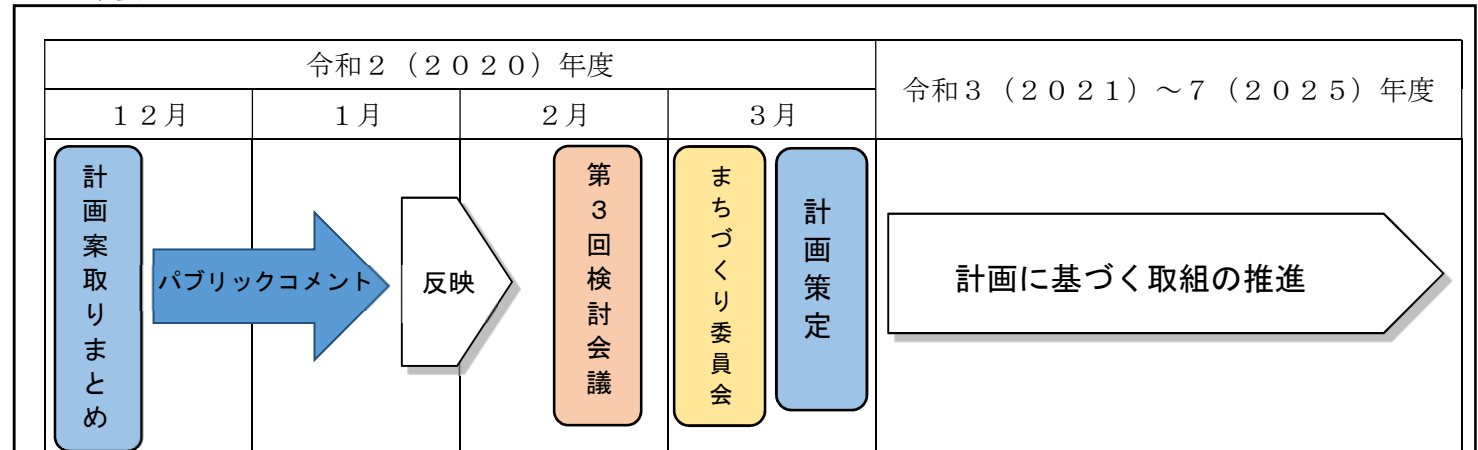 令和２（２０２０）年度
令和３（２０２１）～７（２０２５）年度
１２月
１月
２月
３月
計画案取りまとめ
パブリックコメント
反映
第３回検討会議
まちづくり委員会
計画策定
計画に基づく取組の推進